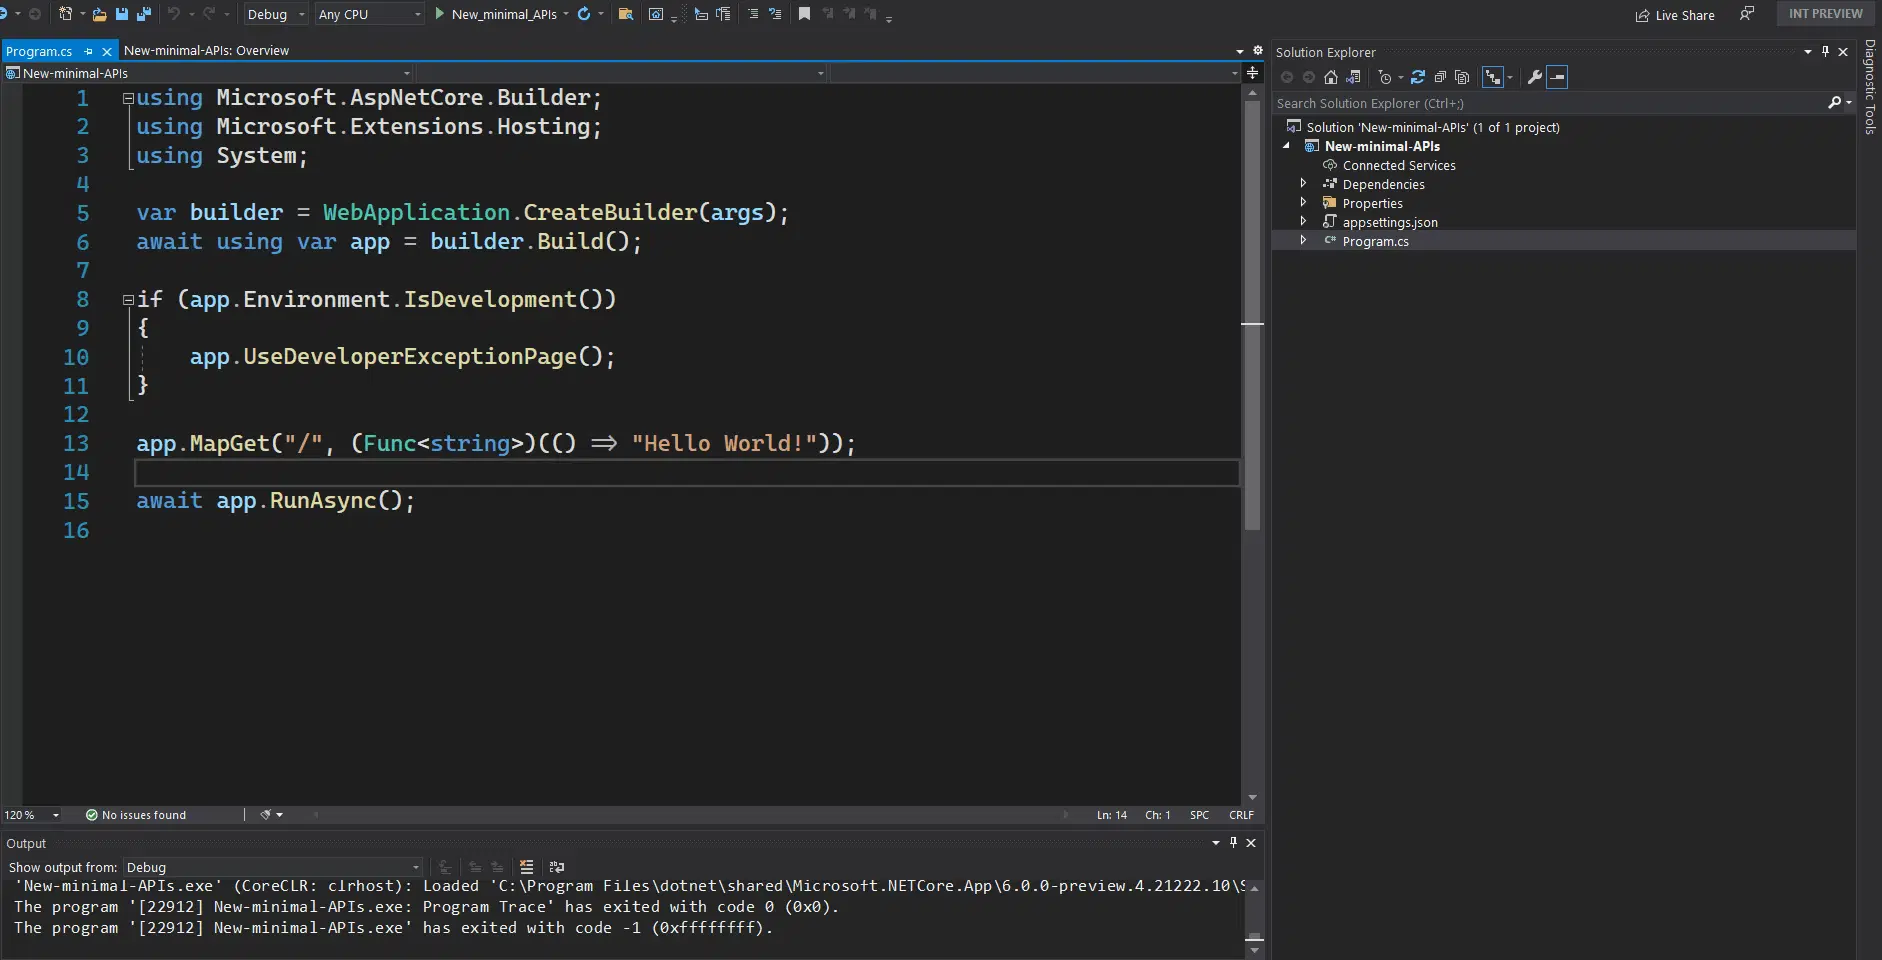 Debug Any CPU New_minimal_APIs Live Share INT PREVIEW
Program.cs New-minimal-APIs: Overview
New-minimal-APIs
1 using Microsoft.AspNetCore.Builder;
2 using Microsoft.Extensions.Hosting;
3 using System;
4
5 var builder = WebApplication.CreateBuilder(args);
6 await using var app = builder.Build();
7
8 if (app.Environment.IsDevelopment())
9 {
10 app.UseDeveloperExceptionPage();
11 }
12
13 app.MapGet("/", (Func<string>)(() => "Hello World!"));
14
15 await app.RunAsync();
16
120 % No issues found Ln: 14 Ch: 1 SPC CRLF
Output
Show output from: Debug
'New-minimal-APIs.exe' (CoreCLR: clrhost): Loaded 'C:\Program Files\dotnet\shared\Microsoft.NETCore.App\6.0.0-preview.4.21222.10\S
The program '[22912] New-minimal-APIs.exe: Program Trace' has exited with code 0 (0x0).
The program '[22912] New-minimal-APIs.exe' has exited with code -1 (0xffffffff).
Solution Explorer
Search Solution Explorer (Ctrl+;)
Solution 'New-minimal-APIs' (1 of 1 project)
New-minimal-APIs
Connected Services
Dependencies
Properties
appsettings.json
C# Program.cs
Diagnostic Tools